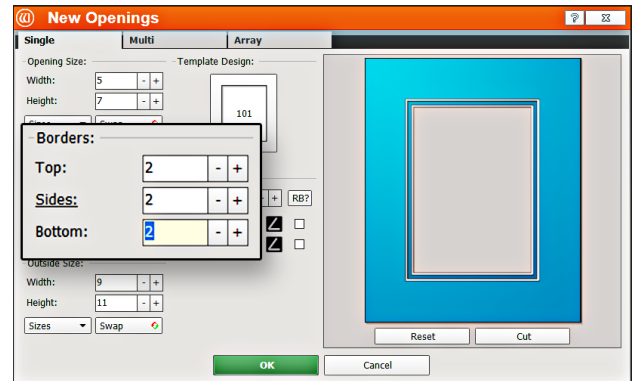 New Openings
? 
Single Multi Array
Opening Size: Template Design:
Width: 5 - +
Height: 7 - +
101
Swap
Borders:
Top: 2 - +
Sides: 2 - +
Bottom: 2 - +
+ RB?
Outside Size:
Width: 9 - +
Height: 11 - +
Sizes Swap
Reset Cut
OK Cancel